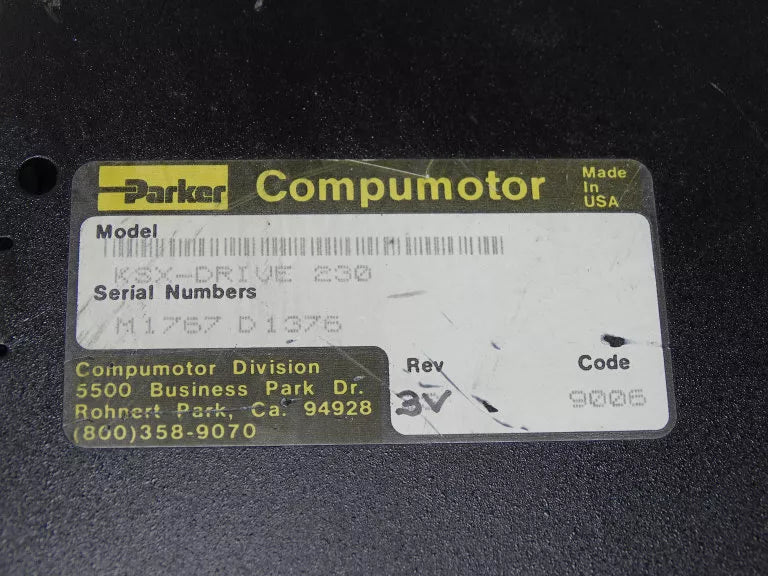 Parker Compumotor Made In USA
Model
KSX-DRIVE 230
Serial Numbers
M1767 D1376
Compumotor Division
5500 Business Park Dr.
Rohnert Park, Ca. 94928
(800)358-9070
Rev Code
3V 9006